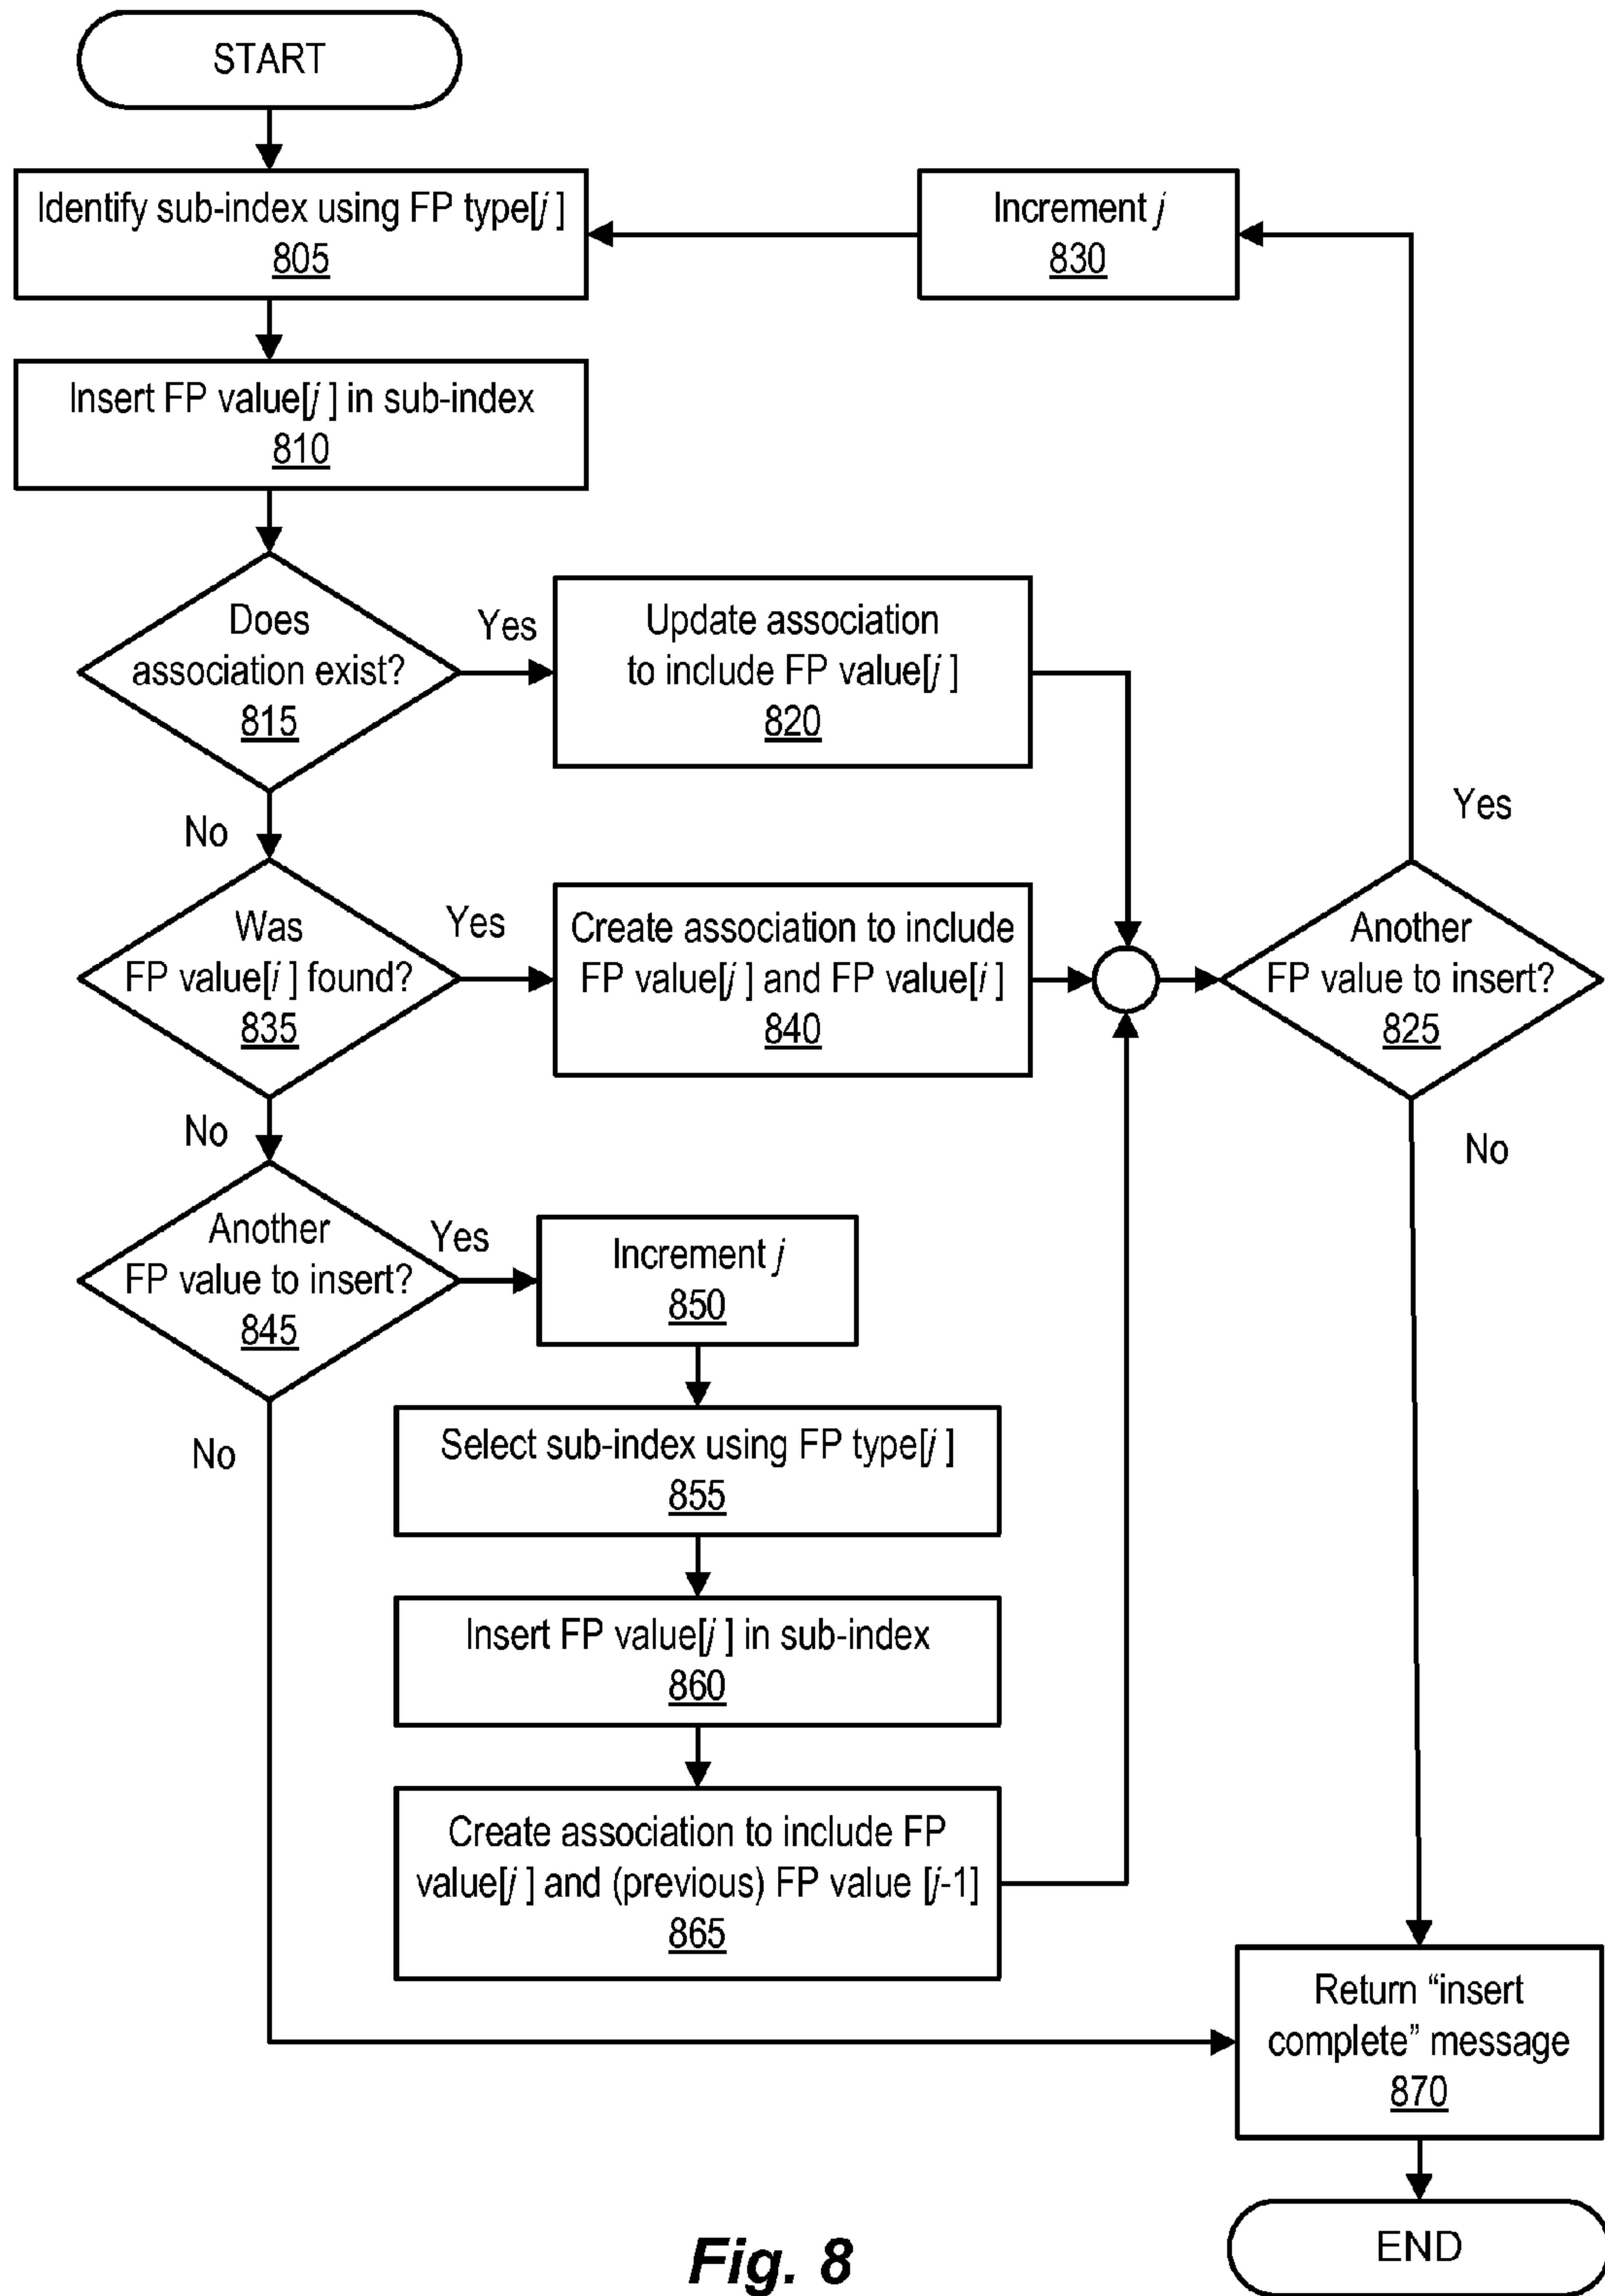 START
Identify sub-index using FP type[j ]
805
Increment j
830
Insert FP value[j ] in sub-index
810
Does
association exist?
815
Yes
Update association
to include FP value[j ]
820
No
Yes
Was
FP value[i ] found?
835
Yes
Create association to include
FP value[j ] and FP value[i ]
840
Another
FP value to insert?
825
No
No
Another
FP value to insert?
845
Yes
Increment j
850
No
Select sub-index using FP type[j ]
855
Insert FP value[j ] in sub-index
860
Create association to include FP
value[j ] and (previous) FP value [j-1]
865
Return “insert
complete” message
870
END
Fig. 8